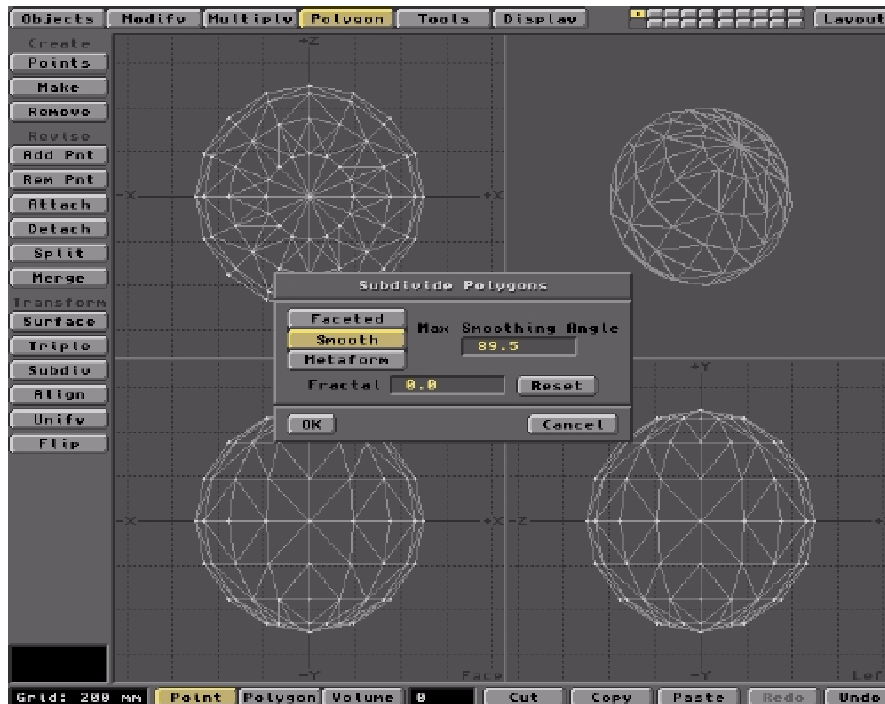 Objects Modify Multiply Polygon Tools Display Layout
Create
Points
Make
Remove
Revise
Add Pnt
Rem Pnt
Attach
Detach
Split
Merge
Transform
Surface
Triple
Subdiv
Align
Unify
Flip
+Z
-X +X
Subdivide Polygons
Faceted
Smooth
Metaform
Max Smoothing Angle
89.5
Fractal 0.0 Reset
OK Cancel
+Y
-X +X -Z +
-Y Face -Y Lef
Grid: 200 mm Point Polygon Volume 0 Cut Copy Paste Redo Undo